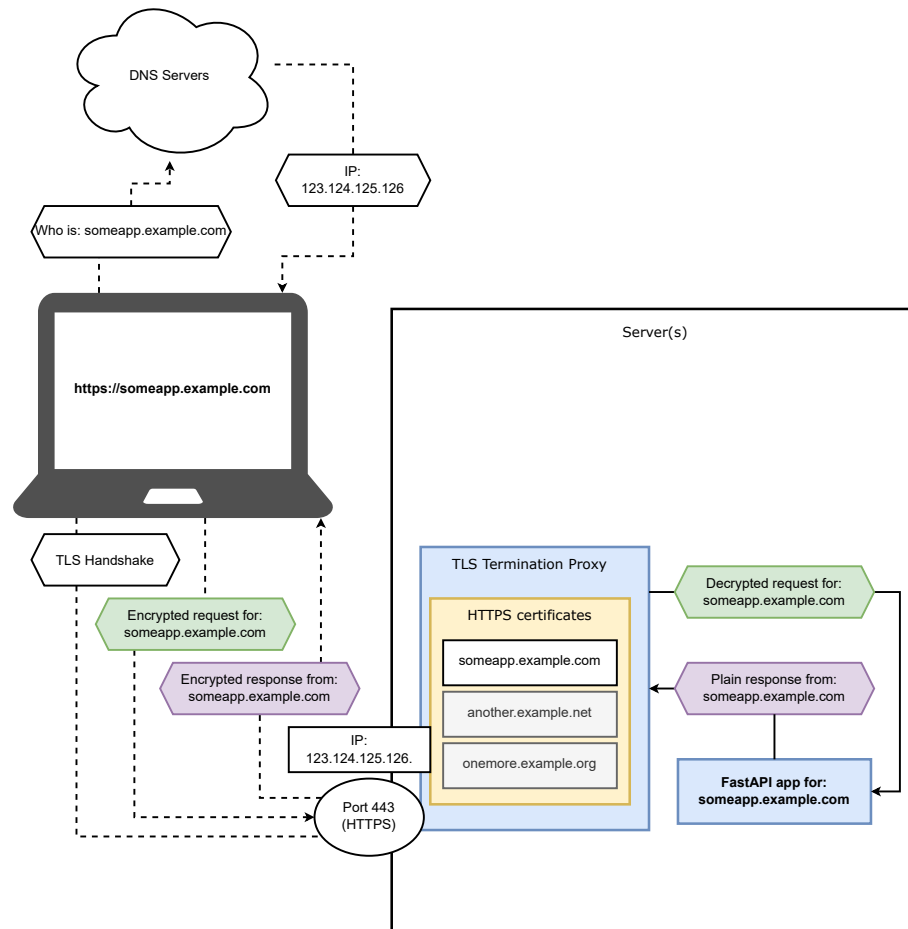 DNS Servers
IP:
123.124.125.126
Who is: someapp.example.com
Server(s)
https://someapp.example.com
TLS Handshake
TLS Termination Proxy
Decrypted request for:
someapp.example.com
Encrypted request for:
someapp.example.com
HTTPS certificates
someapp.example.com
Encrypted response from:
someapp.example.com
Plain response from:
someapp.example.com
another.example.net
IP:
123.124.125.126.
onemore.example.org
FastAPI app for:
someapp.example.com
Port 443
(HTTPS)